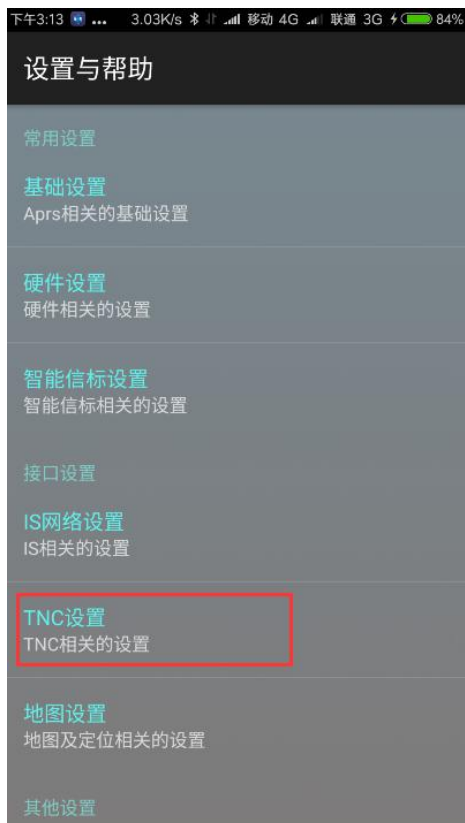 下午3:13 ... 3.03K/s 移动 4G 联通 3G 84%
设置与帮助
常用设置
基础设置
Aprs相关的基础设置
硬件设置
硬件相关的设置
智能信标设置
智能信标相关的设置
接口设置
IS网络设置
IS相关的设置
TNC设置
TNC相关的设置
地图设置
地图及定位相关的设置
其他设置